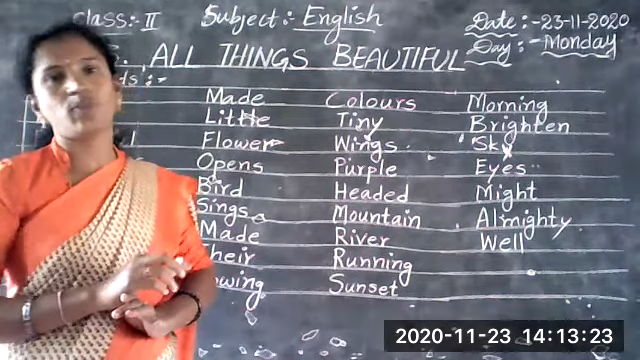 Class:- II Subject:- English Date:-23-11-2020
Day:-Monday
ALL THINGS BEAUTIFUL
Made Colours Morning
Little Tiny Brighten
Flower Wings Sky
Opens Purple Eyes
Bird Headed Might
Sings Mountain Almighty
Made River Well
Their Running
Sunset
2020-11-23 14:13:23